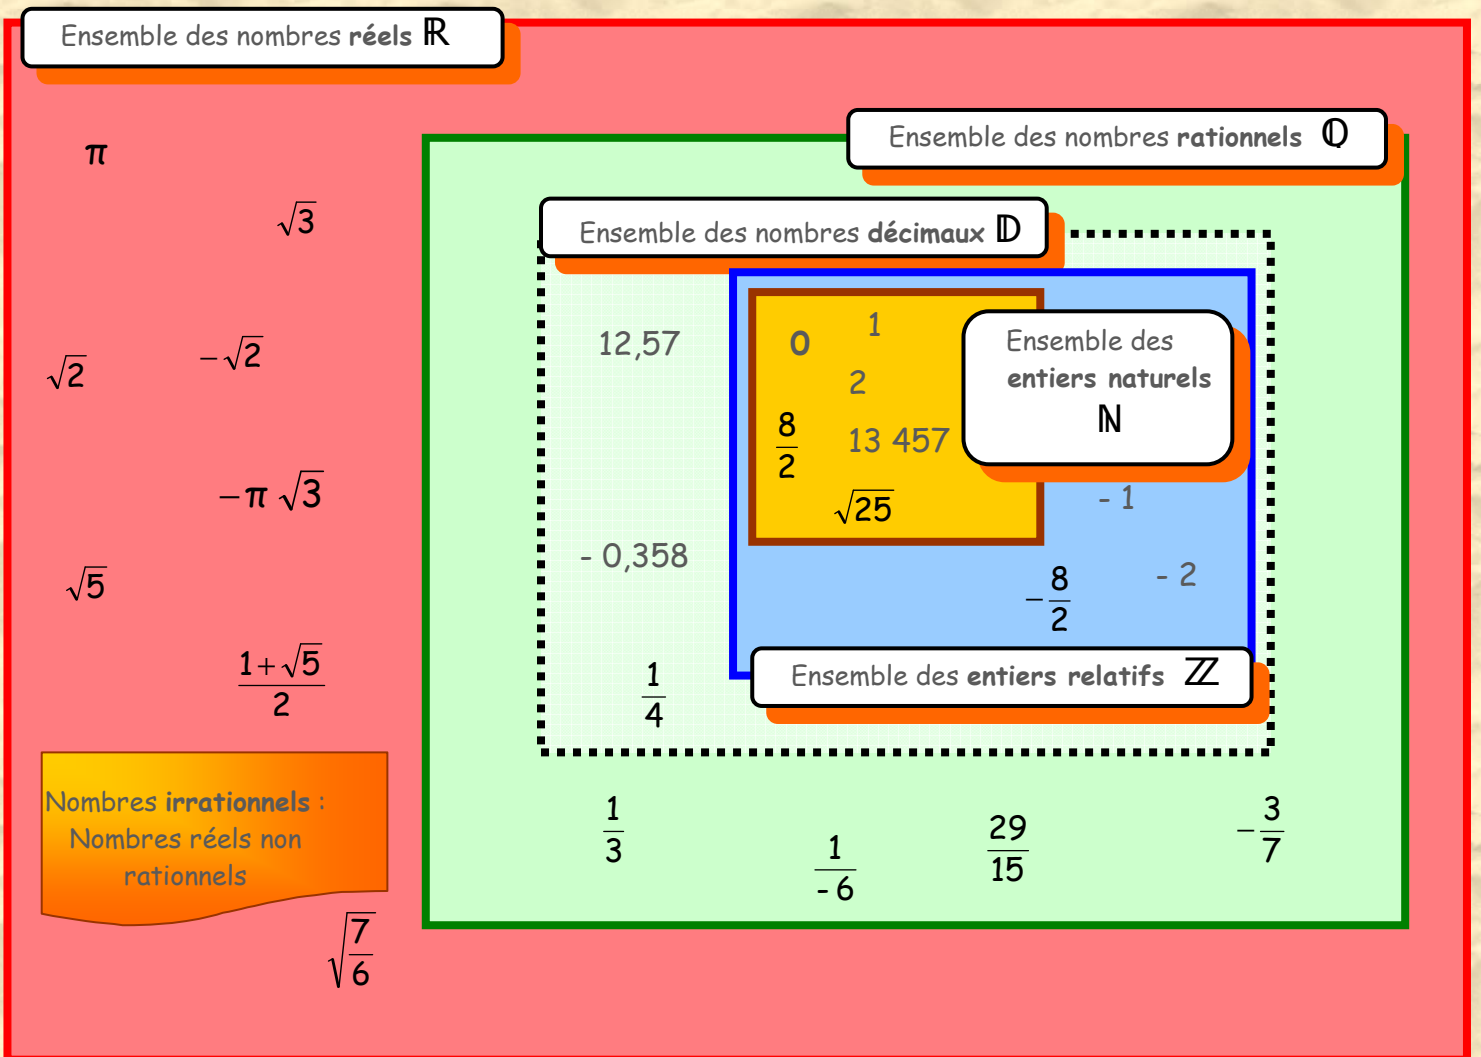 Ensemble des nombres réels ℝ
Ensemble des nombres rationnels ℚ
π
√3
Ensemble des nombres décimaux 𝔻
12,57
0
1
2
8/2
13 457
√25
Ensemble des
entiers naturels
ℕ
√2
-√2
-π √3
- 1
- 0,358
- 2
-8/2
√5
(1+√5)/2
1/4
Ensemble des entiers relatifs ℤ
Nombres irrationnels :
Nombres réels non
rationnels
1/3
1/-6
29/15
-3/7
√(7/6)